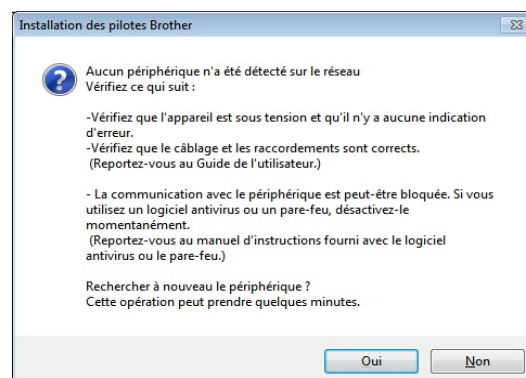 Installation des pilotes Brother
Aucun périphérique n'a été détecté sur le réseau
Vérifiez ce qui suit :
-Vérifiez que l'appareil est sous tension et qu'il n'y a aucune indication
d'erreur.
-Vérifiez que le câblage et les raccordements sont corrects.
(Reportez-vous au Guide de l'utilisateur.)
- La communication avec le périphérique est peut-être bloquée. Si vous
utilisez un logiciel antivirus ou un pare-feu, désactivez-le
momentanément.
(Reportez-vous au manuel d'instructions fourni avec le logiciel
antivirus ou le pare-feu.)
Rechercher à nouveau le périphérique ?
Cette opération peut prendre quelques minutes.
Oui
Non